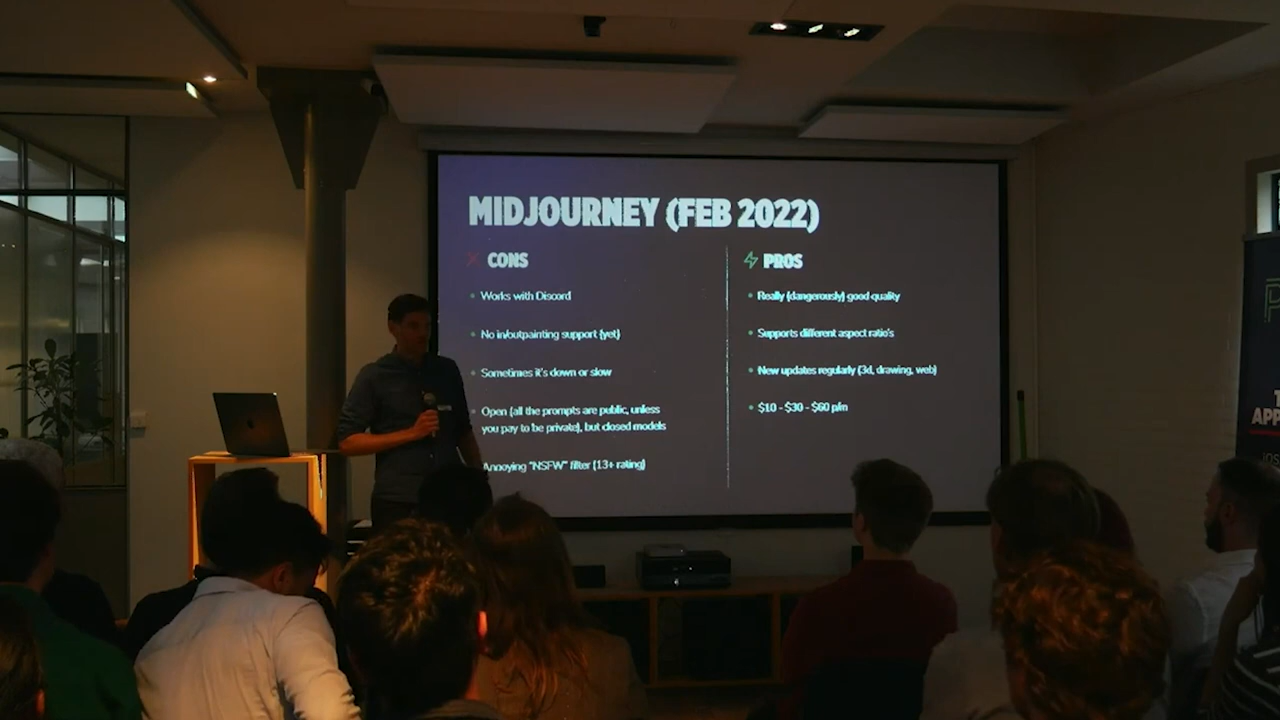 MIDJOURNEY (FEB 2022)
CONS
Works with Discord
No in/outpainting support (yet)
Sometimes it's down or slow
Open (all the prompts are public, unless
you pay to be private), but closed models
Annoying "NSFW" filter (13+ rating)
PROS
Really (dangerously) good quality
Supports different aspect ratio's
New updates regularly (3d, drawing, web)
$10 - $30 - $60 p/m